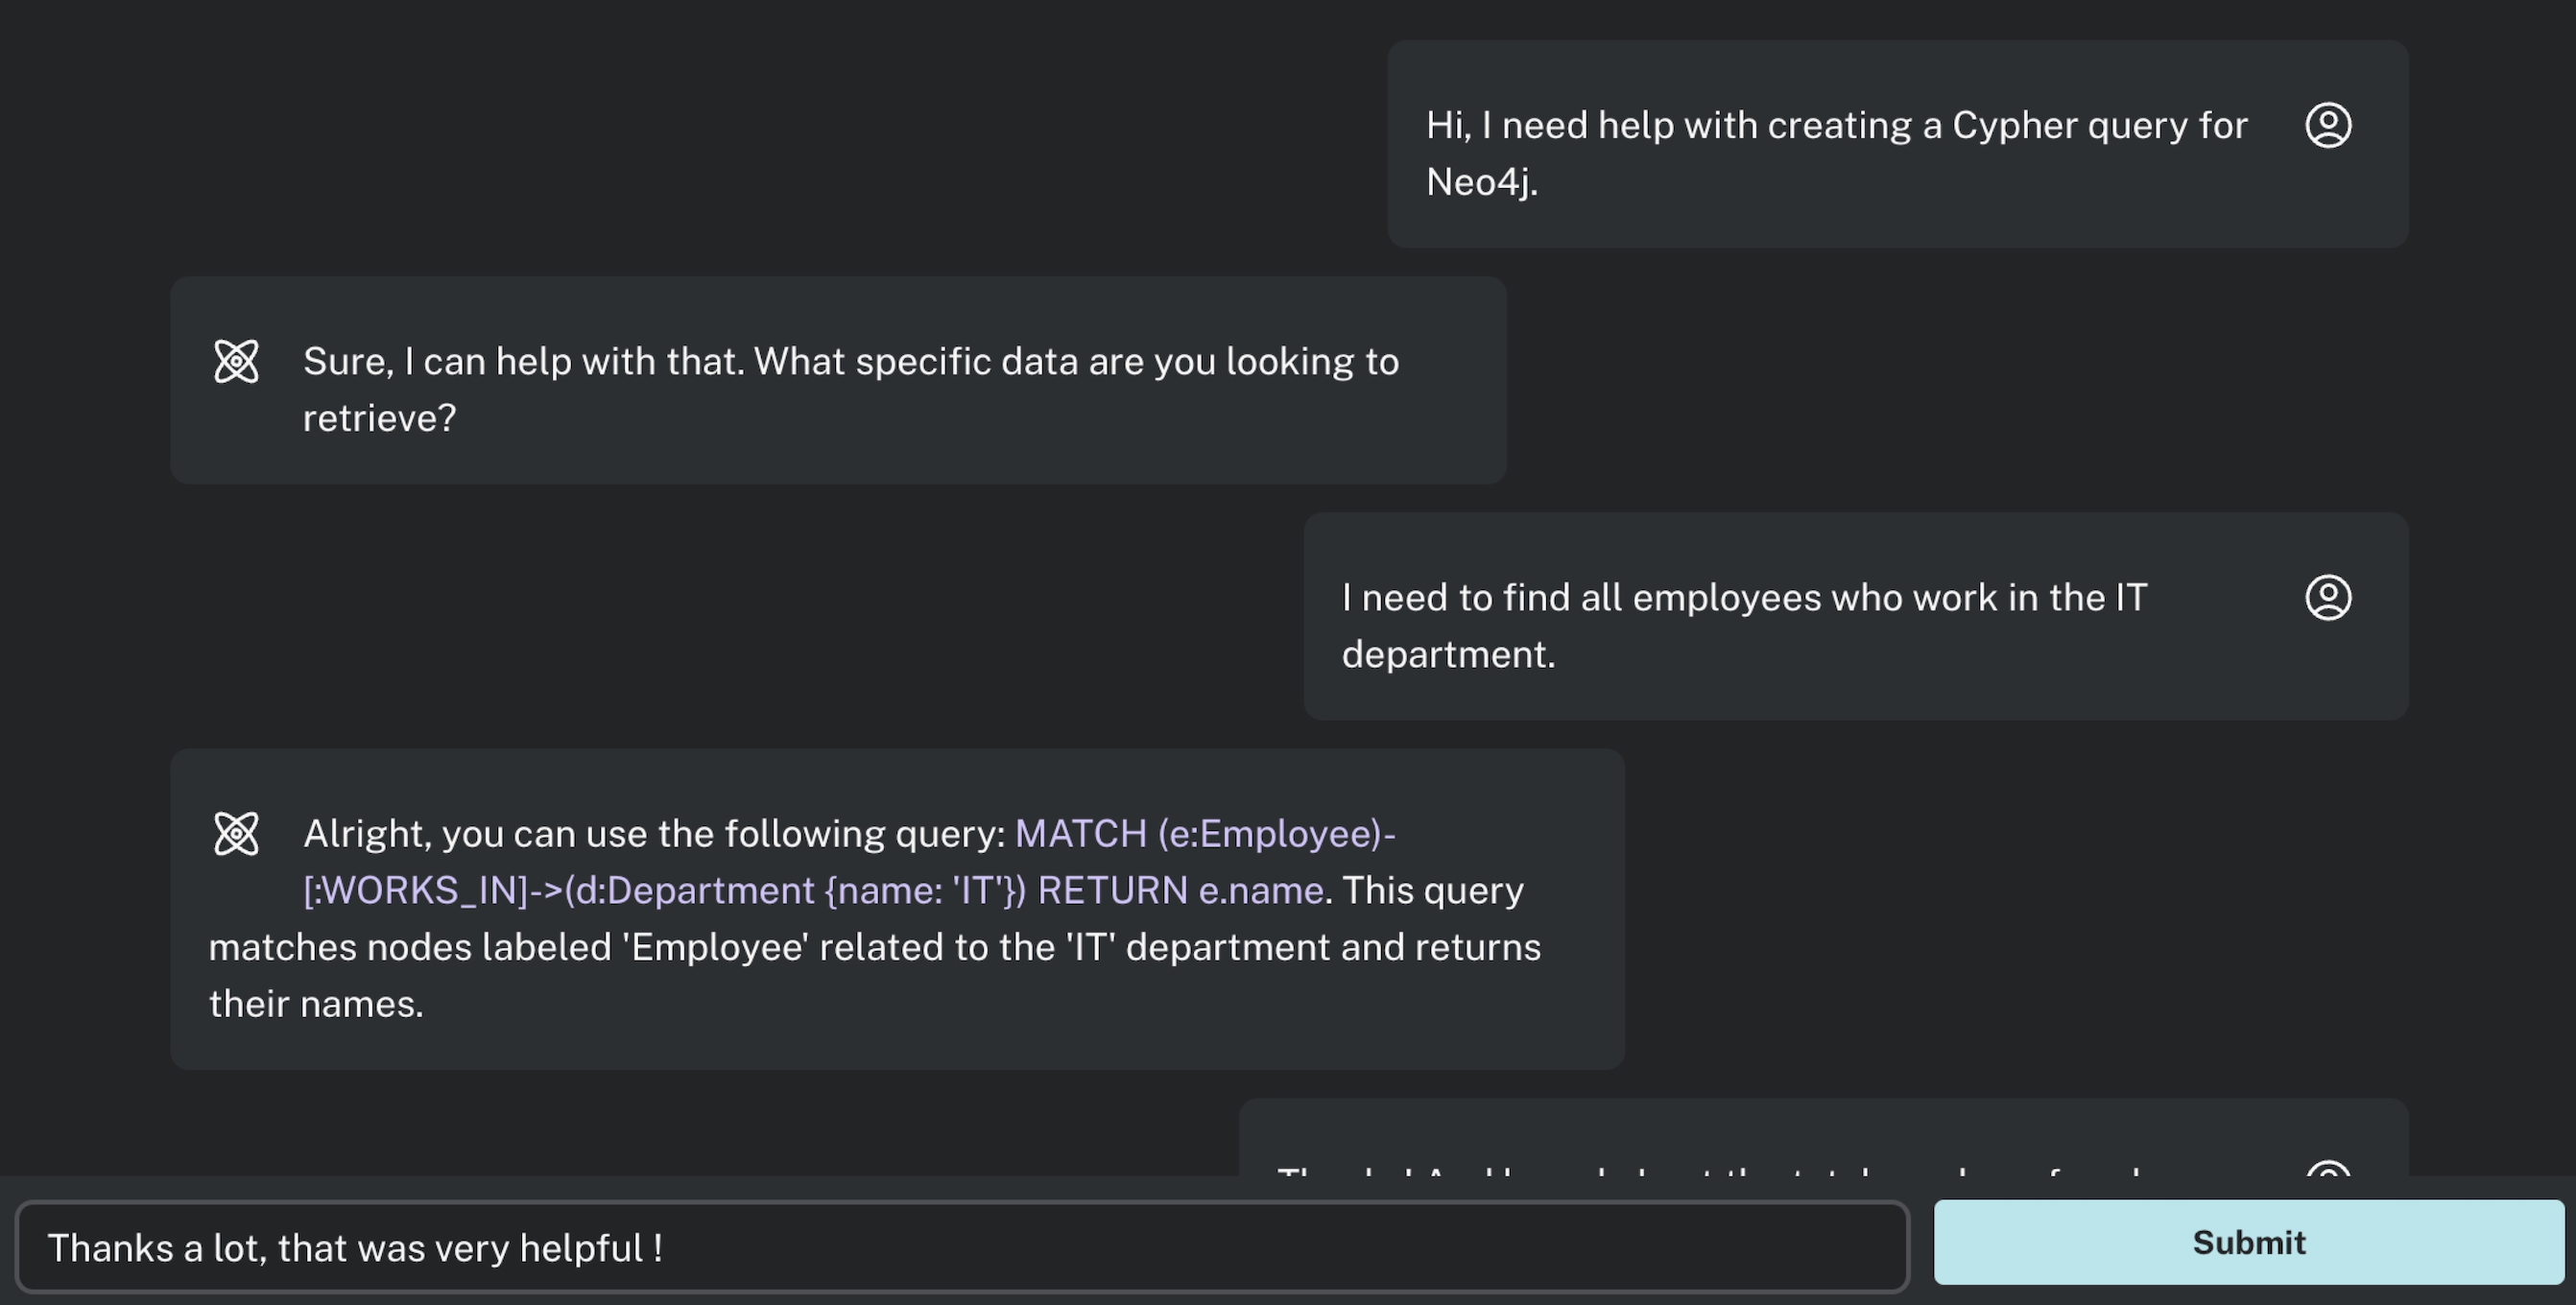 Hi, I need help with creating a Cypher query for
Neo4j.
Sure, I can help with that. What specific data are you looking to
retrieve?
I need to find all employees who work in the IT
department.
Alright, you can use the following query: MATCH (e:Employee)-
[:WORKS_IN]->(d:Department {name: 'IT'}) RETURN e.name. This query
matches nodes labeled 'Employee' related to the 'IT' department and returns
their names.
Thanks a lot, that was very helpful !
Submit